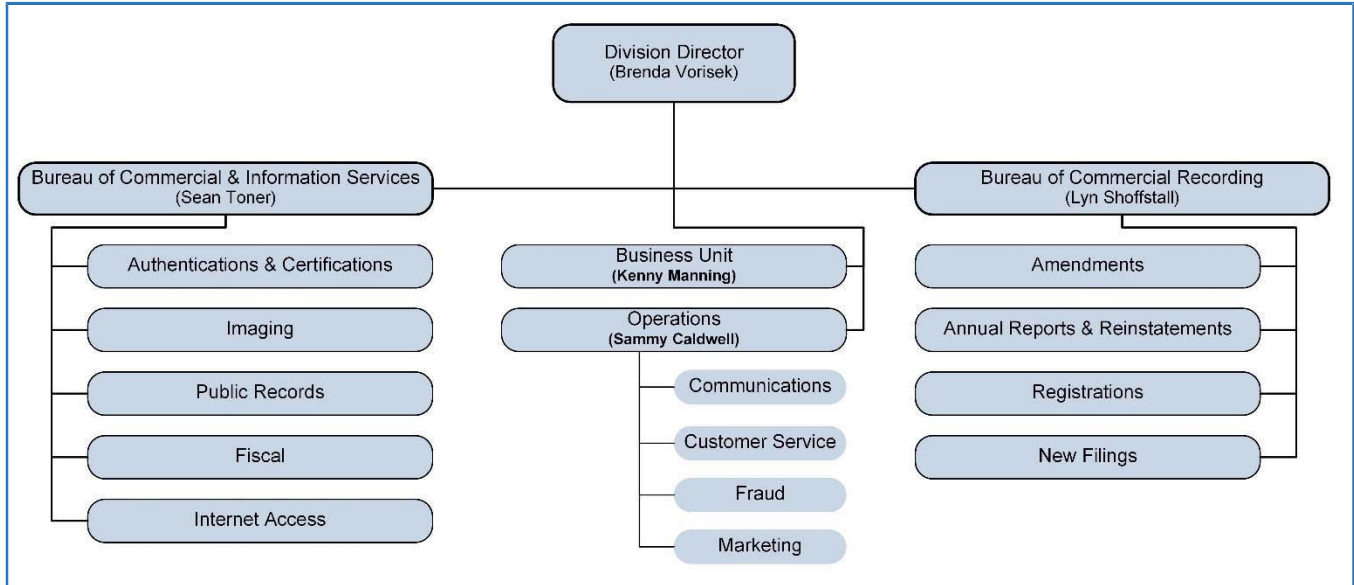 Division Director
(Brenda Vorisek)
Bureau of Commercial & Information Services
(Sean Toner)
Authentications & Certifications
Imaging
Public Records
Fiscal
Internet Access
Business Unit
(Kenny Manning)
Operations
(Sammy Caldwell)
Communications
Customer Service
Fraud
Marketing
Bureau of Commercial Recording
(Lyn Shoffstall)
Amendments
Annual Reports & Reinstatements
Registrations
New Filings